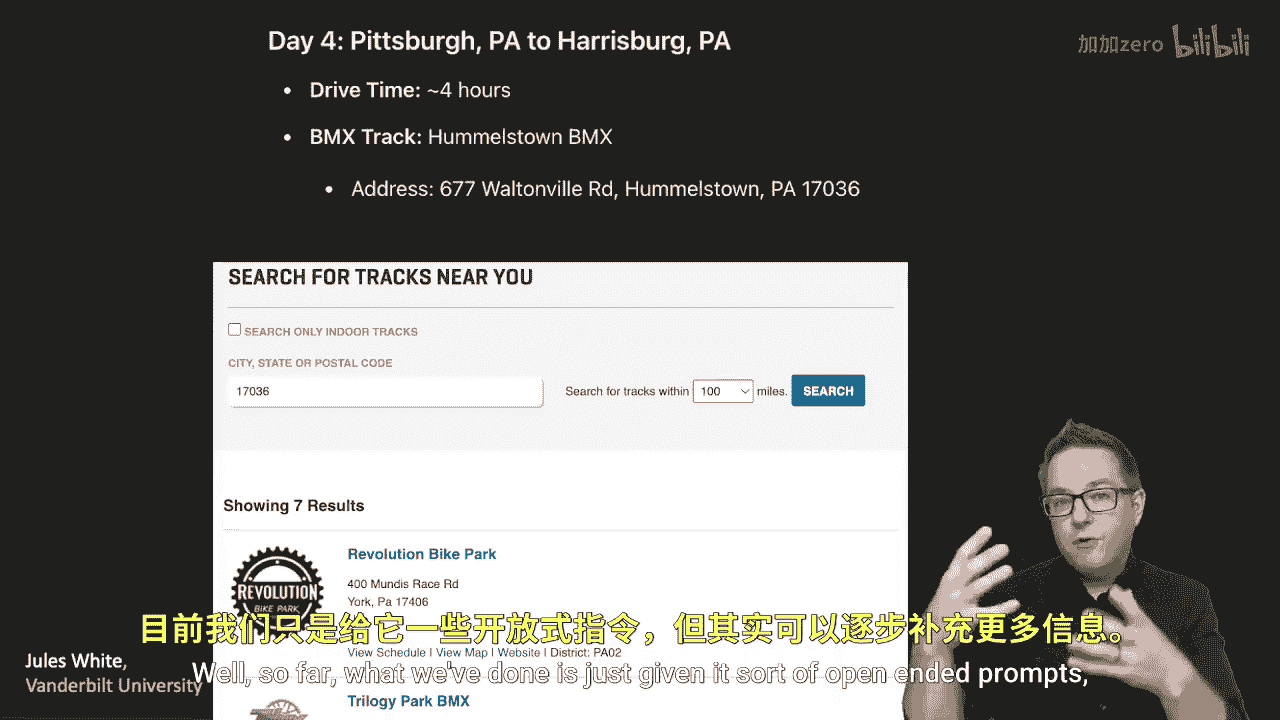 Day 4: Pittsburgh, PA to Harrisburg, PA
加加zero bilibili
• Drive Time: ~4 hours
• BMX Track: Hummelstown BMX
• Address: 677 Waltonville Rd, Hummelstown, PA 17036
SEARCH FOR TRACKS NEAR YOU
SEARCH ONLY INDOOR TRACKS
CITY, STATE OR POSTAL CODE
17036 Search for tracks within 100 miles. SEARCH
Showing 7 Results
Revolution Bike Park
400 Mundis Race Rd
York, Pa 17406
REVOLUTION
BIKE PARK
目前我们只是给它一些开放式指令，但其实可以逐步补充更多信息。
View Schedule | View Map | Website | District: PA02
Jules White,
Vanderbilt University
Well, so far, what we've done is just given it sort of open ended prompts,
Trilogy Park BMX